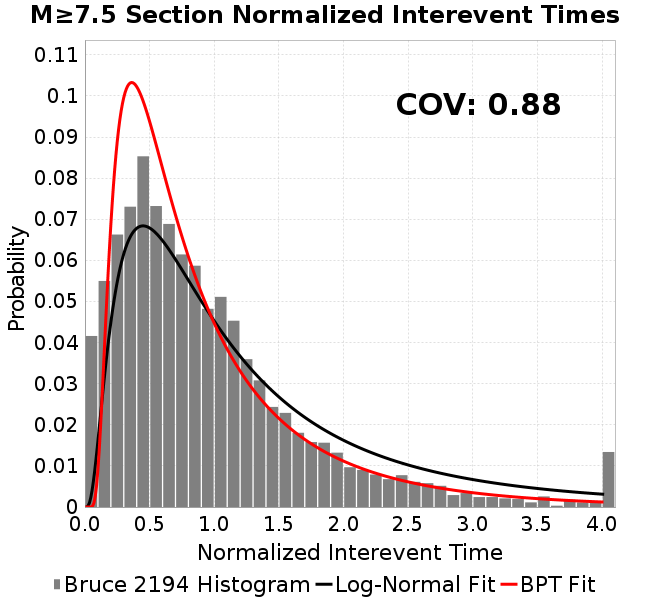 M≥7.5 Section Normalized Interevent Times
COV: 0.88
Probability
0.11
0.1
0.09
0.08
0.07
0.06
0.05
0.04
0.03
0.02
0.01
0
0.0 0.5 1.0 1.5 2.0 2.5 3.0 3.5 4.0
Normalized Interevent Time
Bruce 2194 Histogram Log-Normal Fit BPT Fit